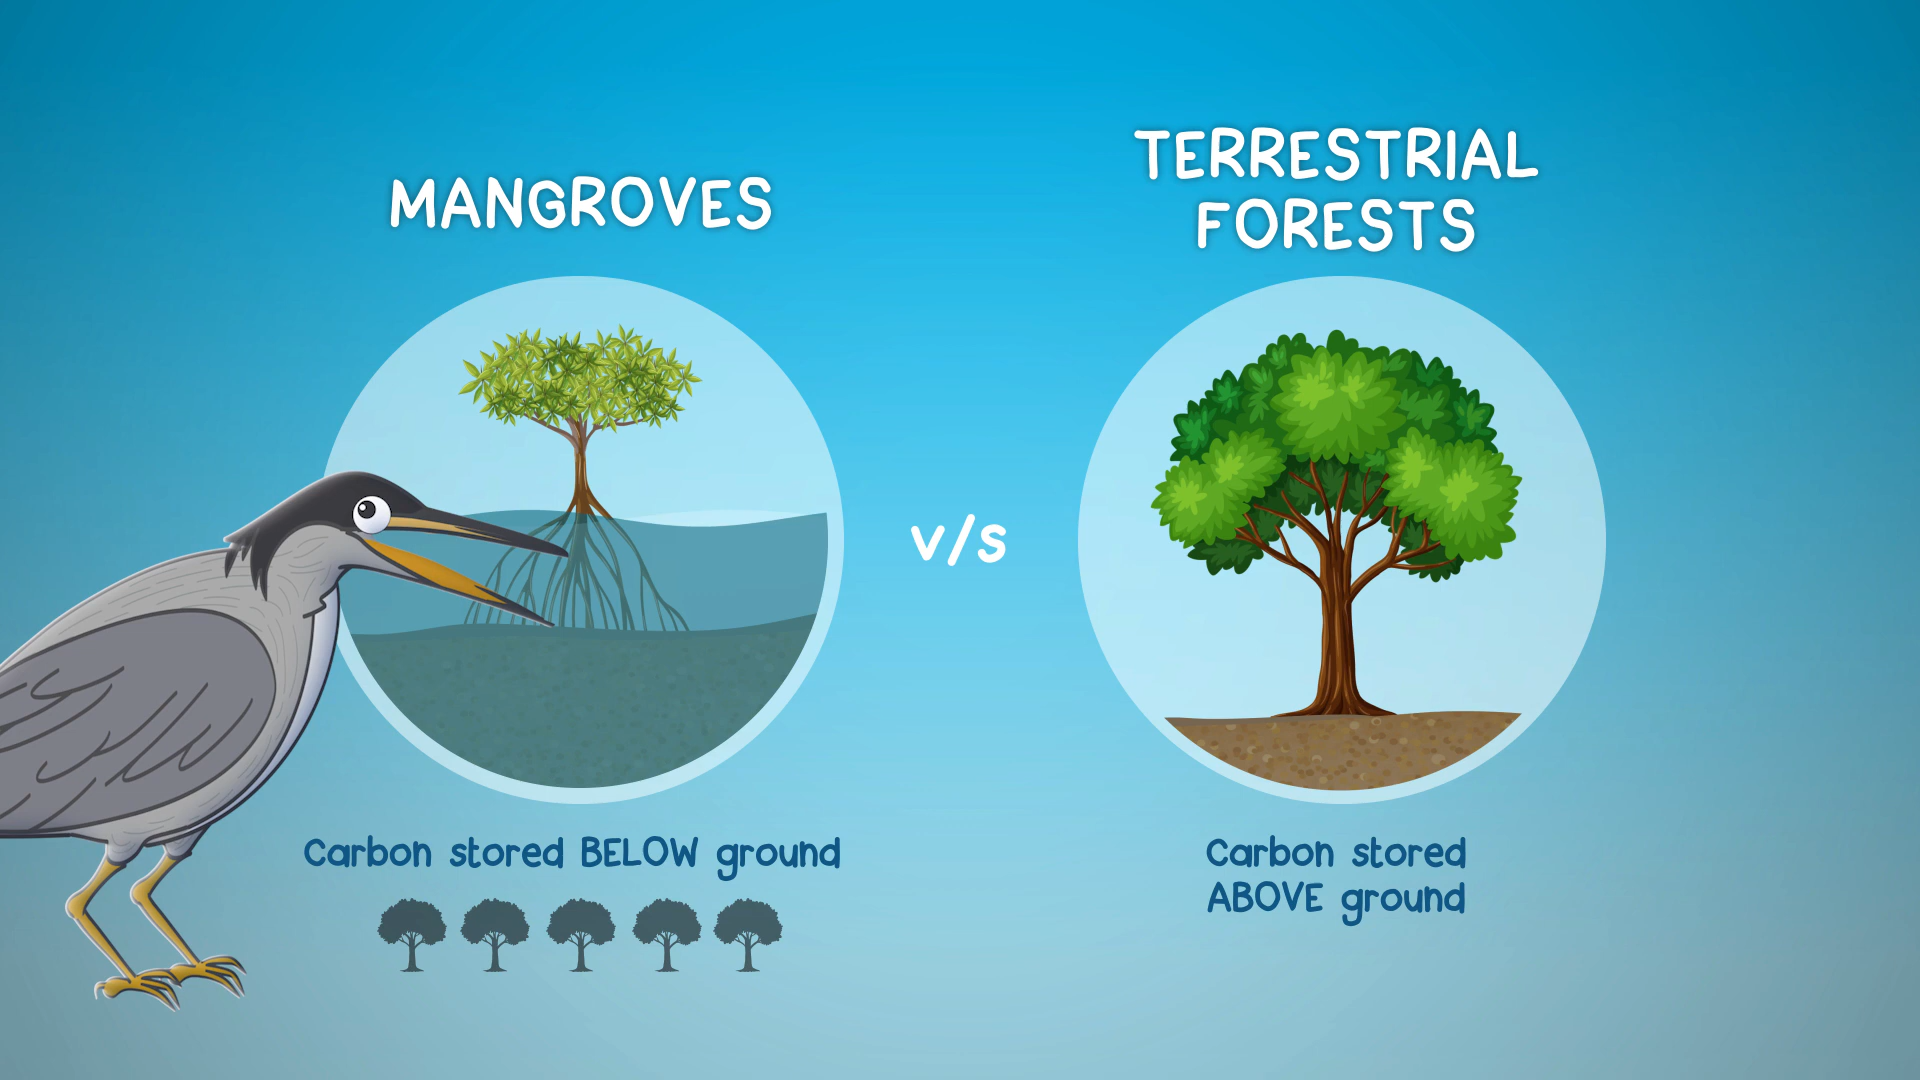 MANGROVES
Carbon stored BELOW ground
v/s
TERRESTRIAL
FORESTS
Carbon stored
ABOVE ground